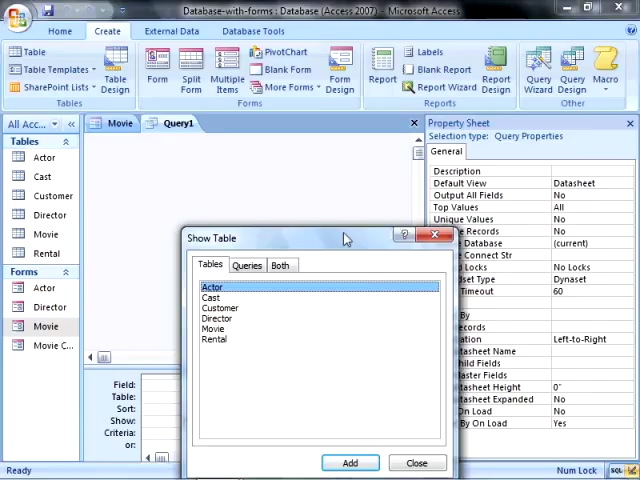 Database-with-forms : Database (Access 2007) - Microsoft Access
Home
Create
External Data
Database Tools
Table
Table Templates
SharePoint Lists
Table
Design
Tables
Form
Split
Form
Multiple
Items
PivotChart
Blank Form
More Forms
Form
Design
Forms
Report
Labels
Blank Report
Report Wizard
Report
Design
Reports
Query
Wizard
Query
Design
Macro
Other
All Acc...
Tables
Actor
Cast
Customer
Director
Movie
Rental
Forms
Actor
Director
Movie
Movie C...
Movie
Query1
Field:
Table:
Sort:
Show:
Criteria:
or:
Show Table
Tables
Queries
Both
Actor
Cast
Customer
Director
Movie
Rental
Add
Close
Property Sheet
Selection type: Query Properties
General
Description
Default View Datasheet
Output All Fields No
Top Values All
Unique Values No
e Records No
e Database (current)
e Connect Str
d Locks No Locks
dset Type Dynaset
Timeout 60
By
ecords
ation Left-to-Right
atasheet Name
hild Fields
aster Fields
atasheet Height 0"
atasheet Expanded No
On Load No
By On Load Yes
Ready
Num Lock
SQL